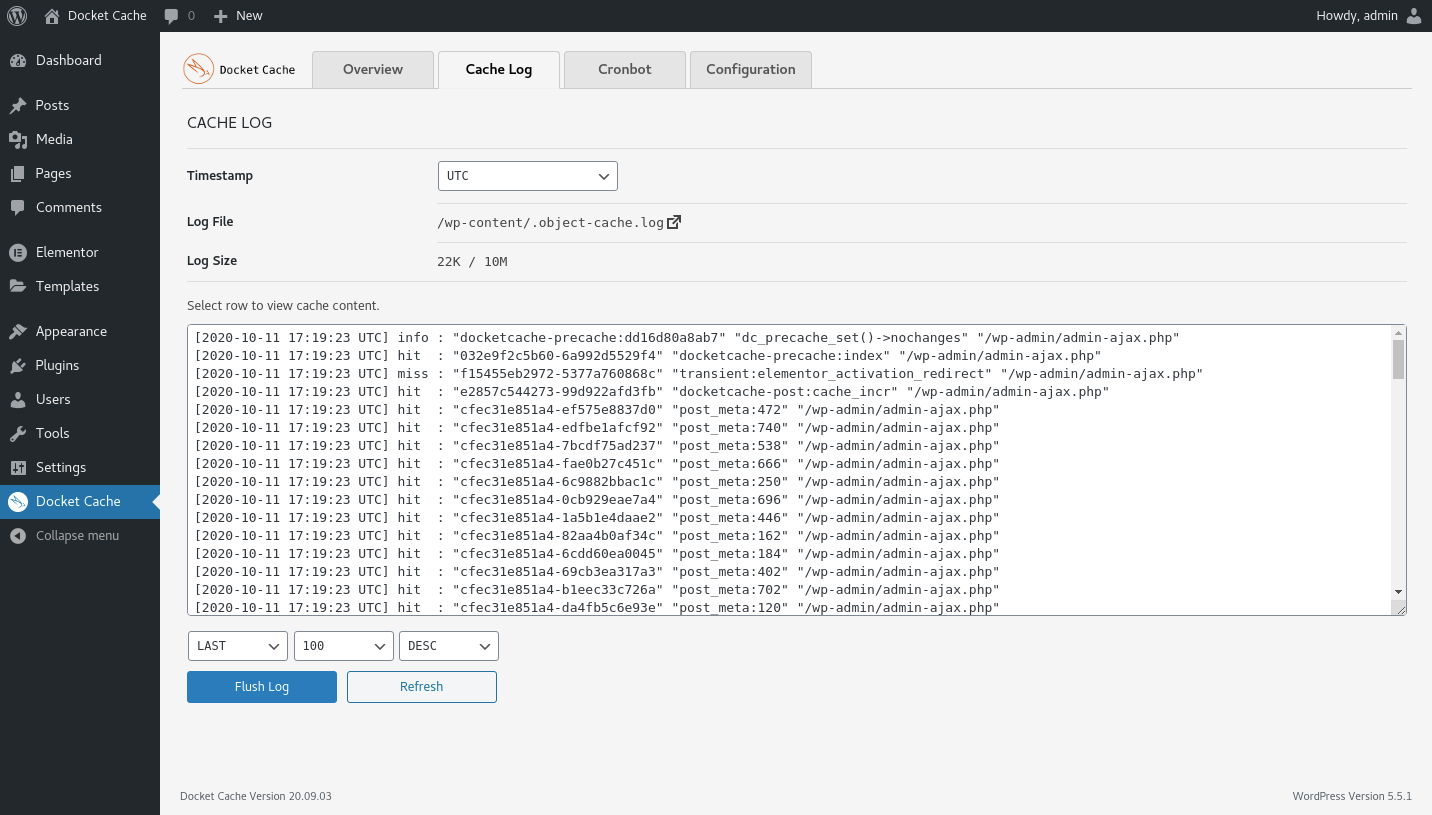 Docket Cache 0 New Howdy, admin
Dashboard
Posts
Media
Pages
Comments
Elementor
Templates
Appearance
Plugins
Users
Tools
Settings
Docket Cache
Collapse menu
Docket Cache Overview Cache Log Cronbot Configuration
CACHE LOG
Timestamp UTC
Log File /wp-content/.object-cache.log
Log Size 22K / 10M
Select row to view cache content.
[2020-10-11 17:19:23 UTC] info : "docketcache-precache:dd16d80a8ab7" "dc_precache_set()->nochanges" "/wp-admin/admin-ajax.php"
[2020-10-11 17:19:23 UTC] hit  : "032e9f2c5b60-6a992d5529f4" "docketcache-precache:index" "/wp-admin/admin-ajax.php"
[2020-10-11 17:19:23 UTC] miss : "f15455eb2972-5377a760868c" "transient:elementor_activation_redirect" "/wp-admin/admin-ajax.php"
[2020-10-11 17:19:23 UTC] hit  : "e2857c544273-99d922afd3fb" "docketcache-post:cache_incr" "/wp-admin/admin-ajax.php"
[2020-10-11 17:19:23 UTC] hit  : "cfec31e851a4-ef575e8837d0" "post_meta:472" "/wp-admin/admin-ajax.php"
[2020-10-11 17:19:23 UTC] hit  : "cfec31e851a4-edfbe1afcf92" "post_meta:740" "/wp-admin/admin-ajax.php"
[2020-10-11 17:19:23 UTC] hit  : "cfec31e851a4-7bcdf75ad237" "post_meta:538" "/wp-admin/admin-ajax.php"
[2020-10-11 17:19:23 UTC] hit  : "cfec31e851a4-fae0b27c451c" "post_meta:666" "/wp-admin/admin-ajax.php"
[2020-10-11 17:19:23 UTC] hit  : "cfec31e851a4-6c9882bbac1c" "post_meta:250" "/wp-admin/admin-ajax.php"
[2020-10-11 17:19:23 UTC] hit  : "cfec31e851a4-0cb929eae7a4" "post_meta:696" "/wp-admin/admin-ajax.php"
[2020-10-11 17:19:23 UTC] hit  : "cfec31e851a4-1a5b1e4daae2" "post_meta:446" "/wp-admin/admin-ajax.php"
[2020-10-11 17:19:23 UTC] hit  : "cfec31e851a4-82aa4b0af34c" "post_meta:162" "/wp-admin/admin-ajax.php"
[2020-10-11 17:19:23 UTC] hit  : "cfec31e851a4-6cdd60ea0045" "post_meta:184" "/wp-admin/admin-ajax.php"
[2020-10-11 17:19:23 UTC] hit  : "cfec31e851a4-69cb3ea317a3" "post_meta:402" "/wp-admin/admin-ajax.php"
[2020-10-11 17:19:23 UTC] hit  : "cfec31e851a4-b1eec33c726a" "post_meta:702" "/wp-admin/admin-ajax.php"
[2020-10-11 17:19:23 UTC] hit  : "cfec31e851a4-da4fb5c6e93e" "post_meta:120" "/wp-admin/admin-ajax.php"
LAST 100 DESC
Flush Log Refresh
Docket Cache Version 20.09.03 WordPress Version 5.5.1